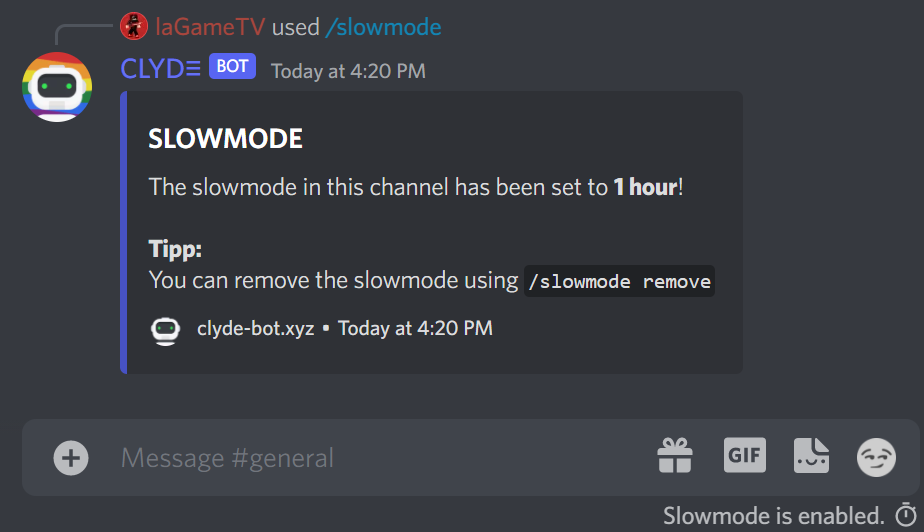 laGameTV used /slowmode
CLYDΞ BOT Today at 4:20 PM
SLOWMODE
The slowmode in this channel has been set to 1 hour!
Tipp:
You can remove the slowmode using /slowmode remove
clyde-bot.xyz • Today at 4:20 PM
Message #general
GIF
Slowmode is enabled.